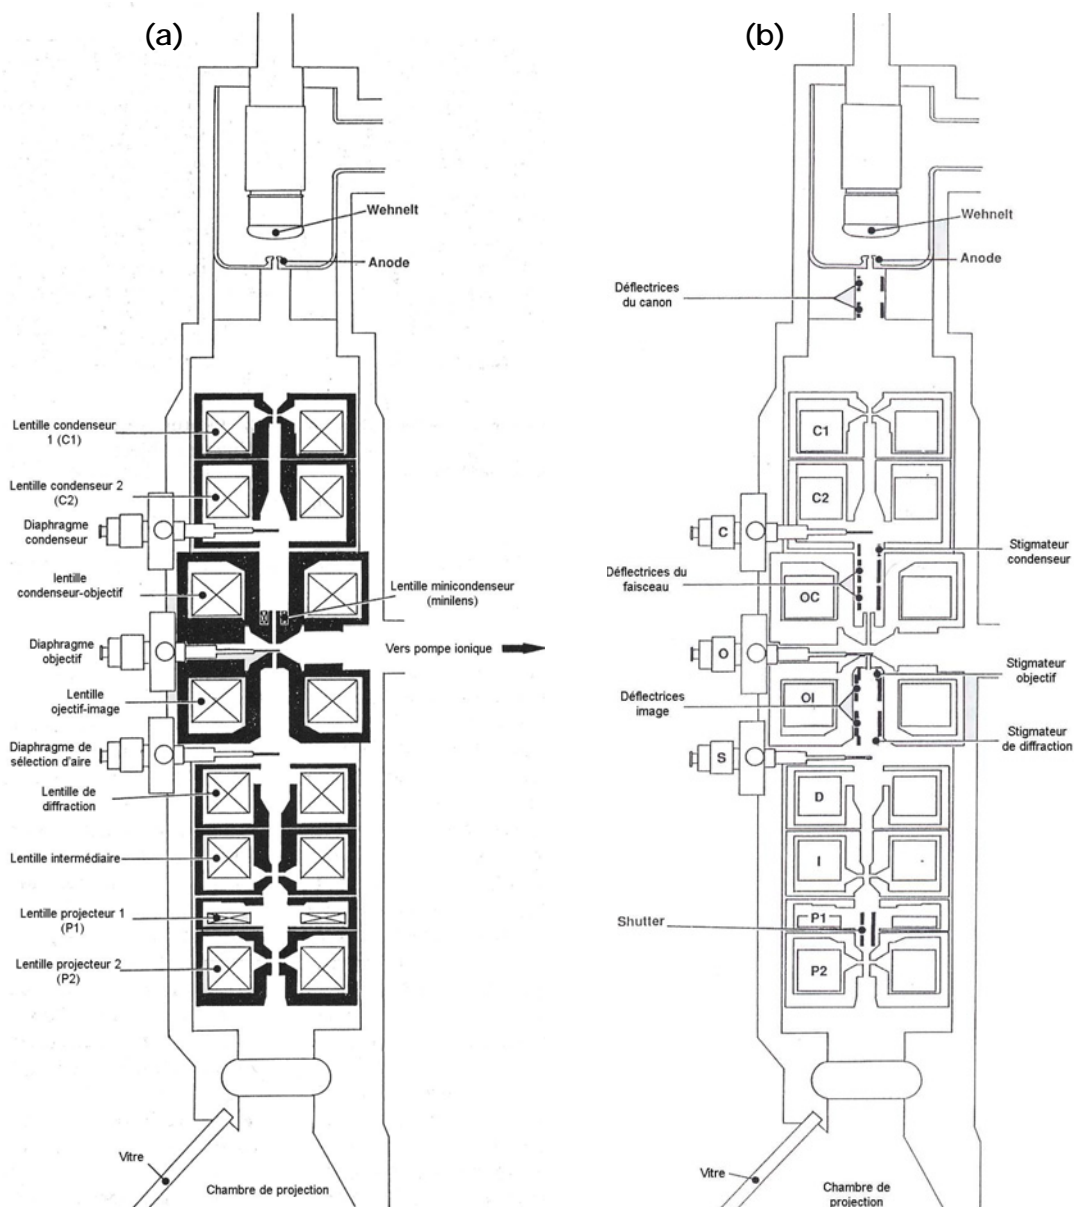 (a)
Wehnelt
Anode
Lentille condenseur
1 (C1)
Lentille condenseur 2
(C2)
Diaphragme
condenseur
lentille
condenseur-objectif
Lentille minicondenseur
(minilens)
Diaphragme
objectif
Vers pompe ionique
Lentille
ojectif-image
Diaphragme de
sélection d'aire
Lentille de
diffraction
Lentille intermédiaire
Lentille projecteur 1
(P1)
Lentille projecteur 2
(P2)
Vitre
Chambre de projection
(b)
Wehnelt
Anode
Déflectrices
du canon
C1
C2
C
Stigmateur
condenseur
Déflectrices du
faisceau
OC
O
Stigmateur
objectif
Déflectrices
image
OI
Stigmateur
de diffraction
S
D
I
P1
Shutter
P2
Vitre
Chambre de
projection